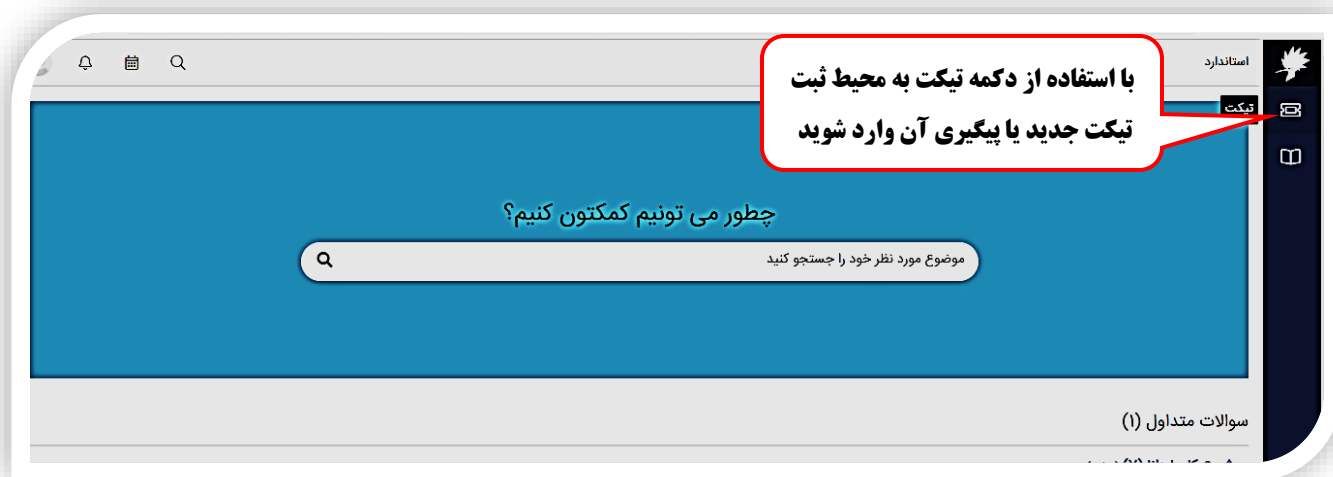 استاندارد
با استفاده از دکمه تیکت به محیط ثبت
تیکت جدید یا پیگیری آن وارد شوید
تیکت
چطور می تونیم کمکتون کنیم؟
موضوع مورد نظر خود را جستجو کنید
سوالات متداول (۱)